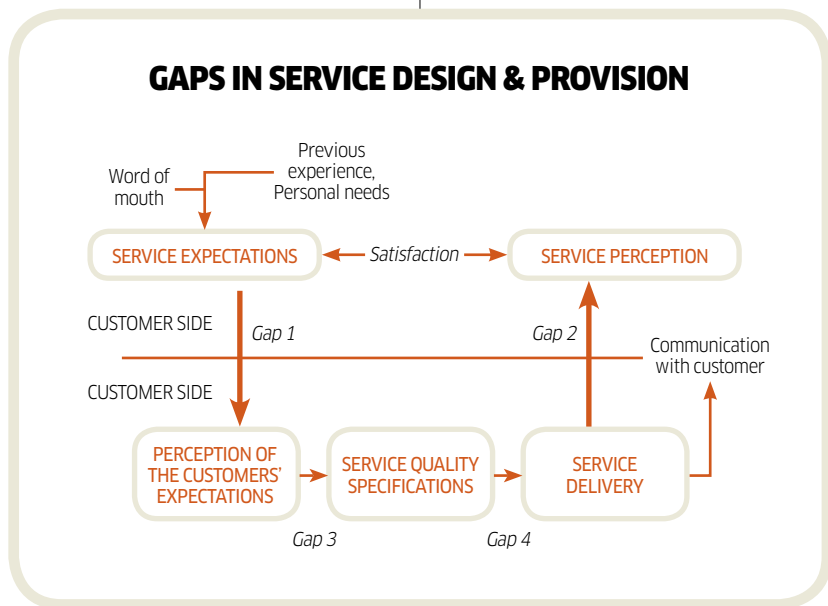 GAPS IN SERVICE DESIGN & PROVISION
Word of
mouth
Previous
experience,
Personal needs
SERVICE EXPECTATIONS
Satisfaction
SERVICE PERCEPTION
CUSTOMER SIDE
Gap 1
Gap 2
Communication
with customer
CUSTOMER SIDE
PERCEPTION OF
THE CUSTOMERS'
EXPECTATIONS
SERVICE QUALITY
SPECIFICATIONS
SERVICE
DELIVERY
Gap 3
Gap 4